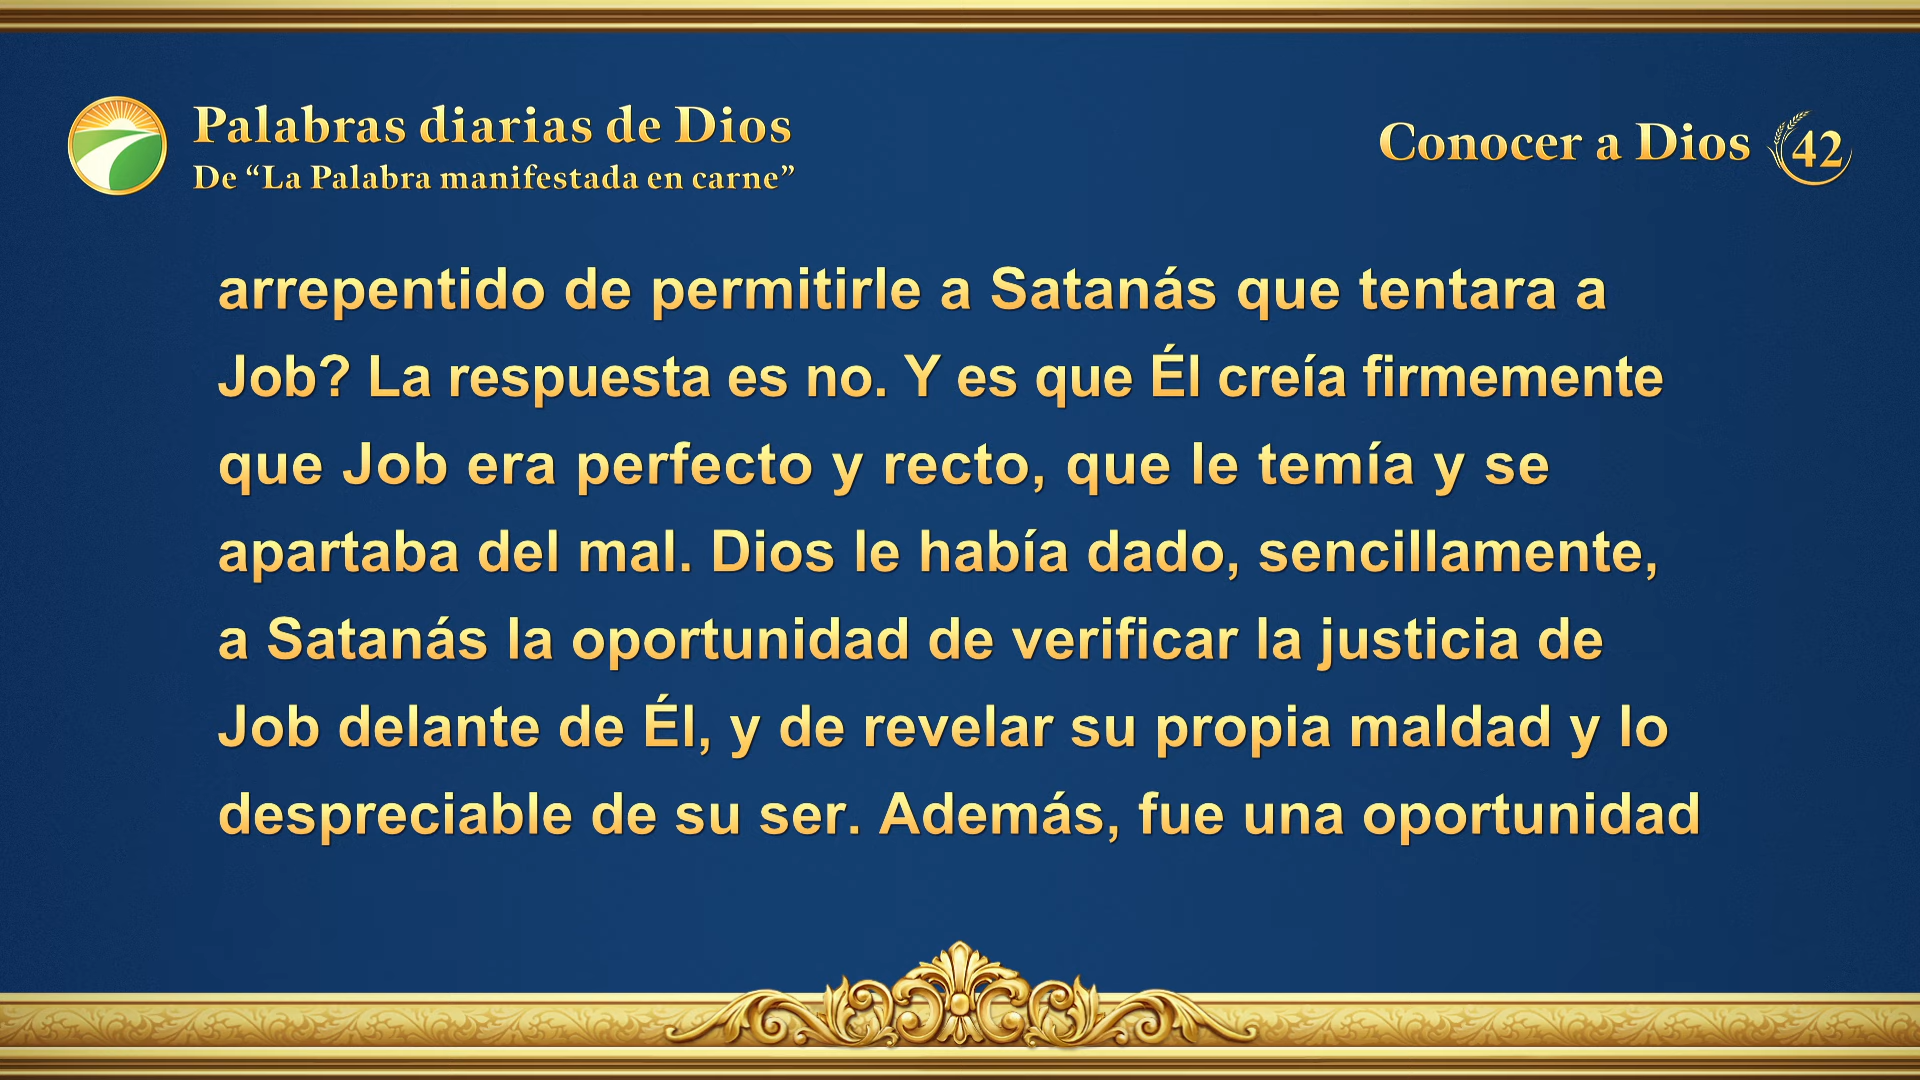 Palabras diarias de Dios
De “La Palabra manifestada en carne”
Conocer a Dios 42
arrepentido de permitirle a Satanás que tentara a
Job? La respuesta es no. Y es que Él creía firmemente
que Job era perfecto y recto, que le temía y se
apartaba del mal. Dios le había dado, sencillamente,
a Satanás la oportunidad de verificar la justicia de
Job delante de Él, y de revelar su propia maldad y lo
despreciable de su ser. Además, fue una oportunidad